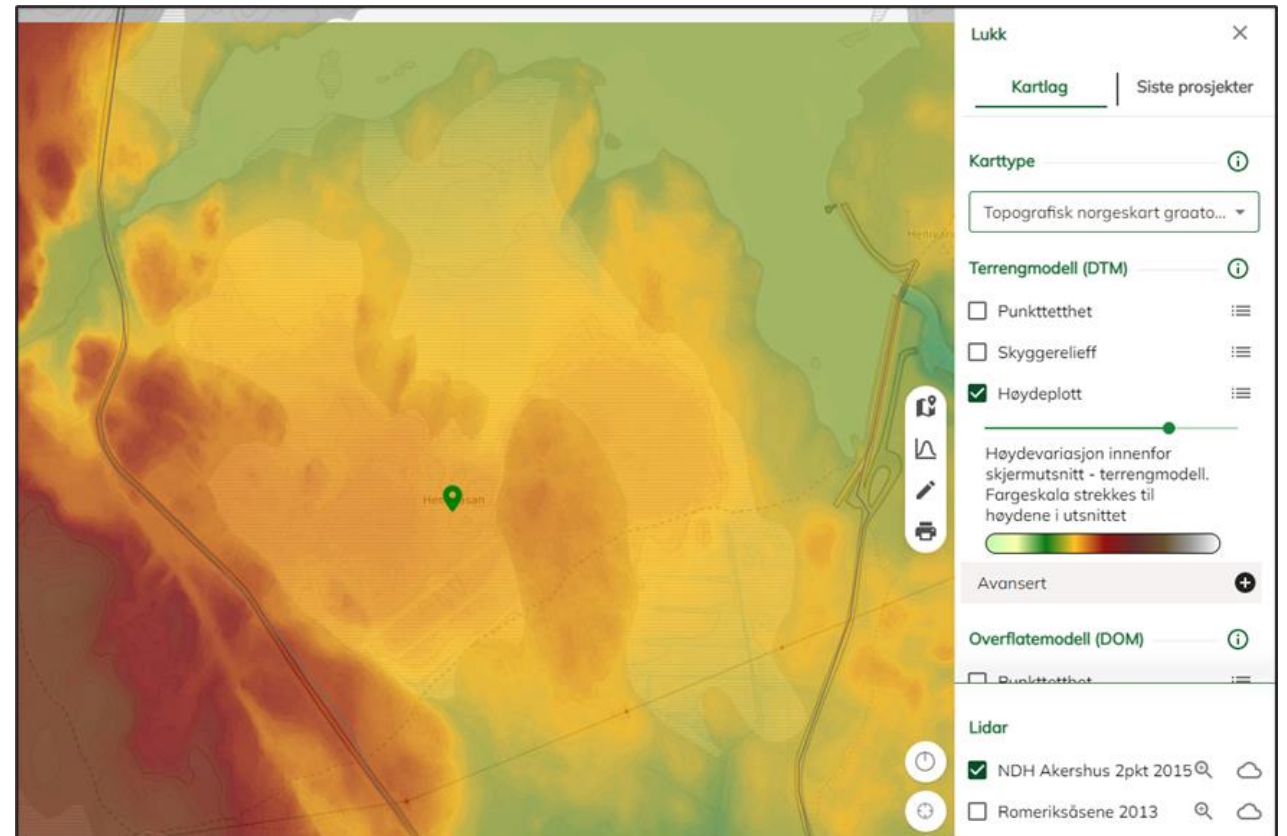 Lukk
Kartlag
Siste prosjekter
Karttype
Topografisk norgeskart graato...
Terrengmodell (DTM)
Punkttetthet
Skyggerelieff
Høydeplott
Høydevariasjon innenfor
skjermutsnitt - terrengmodell.
Fargeskala strekkes til
høydene i utsnittet
Avansert
Overflatemodell (DOM)
Punkttetthet
Lidar
NDH Akershus 2pkt 2015
Romeriksåsene 2013